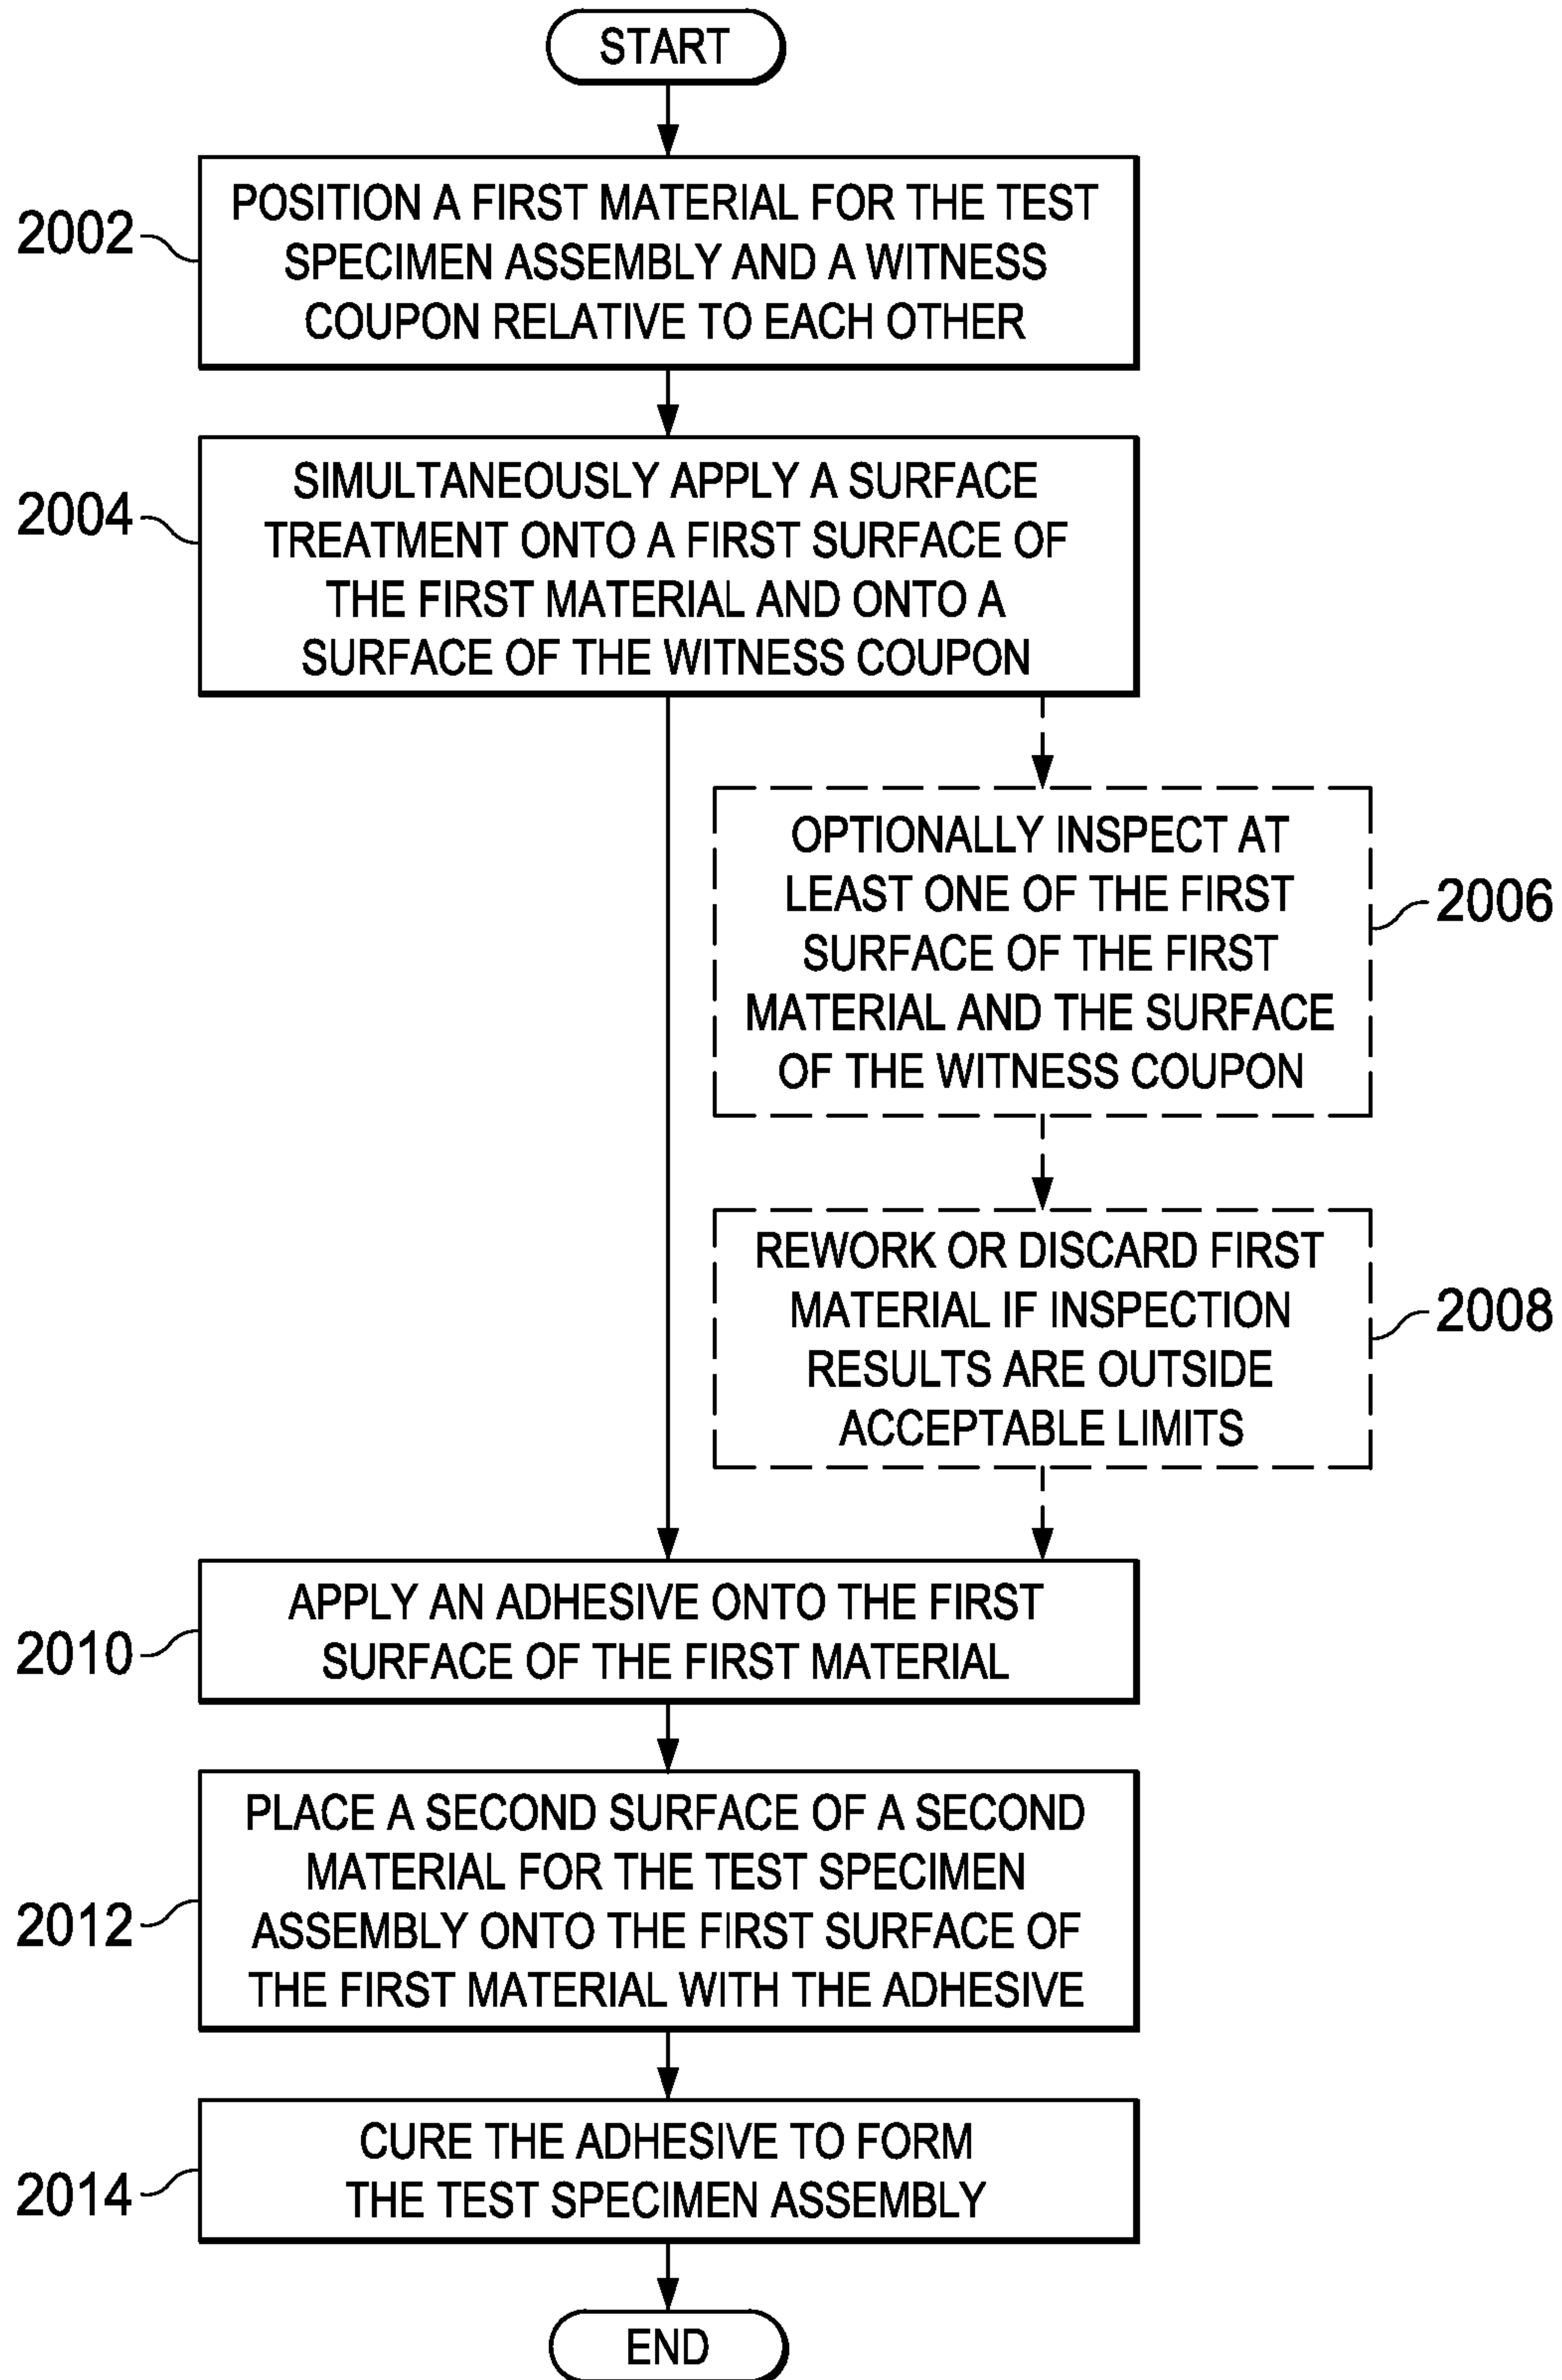 START
2002
POSITION A FIRST MATERIAL FOR THE TEST
SPECIMEN ASSEMBLY AND A WITNESS
COUPON RELATIVE TO EACH OTHER
2004
SIMULTANEOUSLY APPLY A SURFACE
TREATMENT ONTO A FIRST SURFACE OF
THE FIRST MATERIAL AND ONTO A
SURFACE OF THE WITNESS COUPON
OPTIONALLY INSPECT AT
LEAST ONE OF THE FIRST
SURFACE OF THE FIRST
MATERIAL AND THE SURFACE
OF THE WITNESS COUPON
2006
REWORK OR DISCARD FIRST
MATERIAL IF INSPECTION
RESULTS ARE OUTSIDE
ACCEPTABLE LIMITS
2008
2010
APPLY AN ADHESIVE ONTO THE FIRST
SURFACE OF THE FIRST MATERIAL
2012
PLACE A SECOND SURFACE OF A SECOND
MATERIAL FOR THE TEST SPECIMEN
ASSEMBLY ONTO THE FIRST SURFACE OF
THE FIRST MATERIAL WITH THE ADHESIVE
2014
CURE THE ADHESIVE TO FORM
THE TEST SPECIMEN ASSEMBLY
END